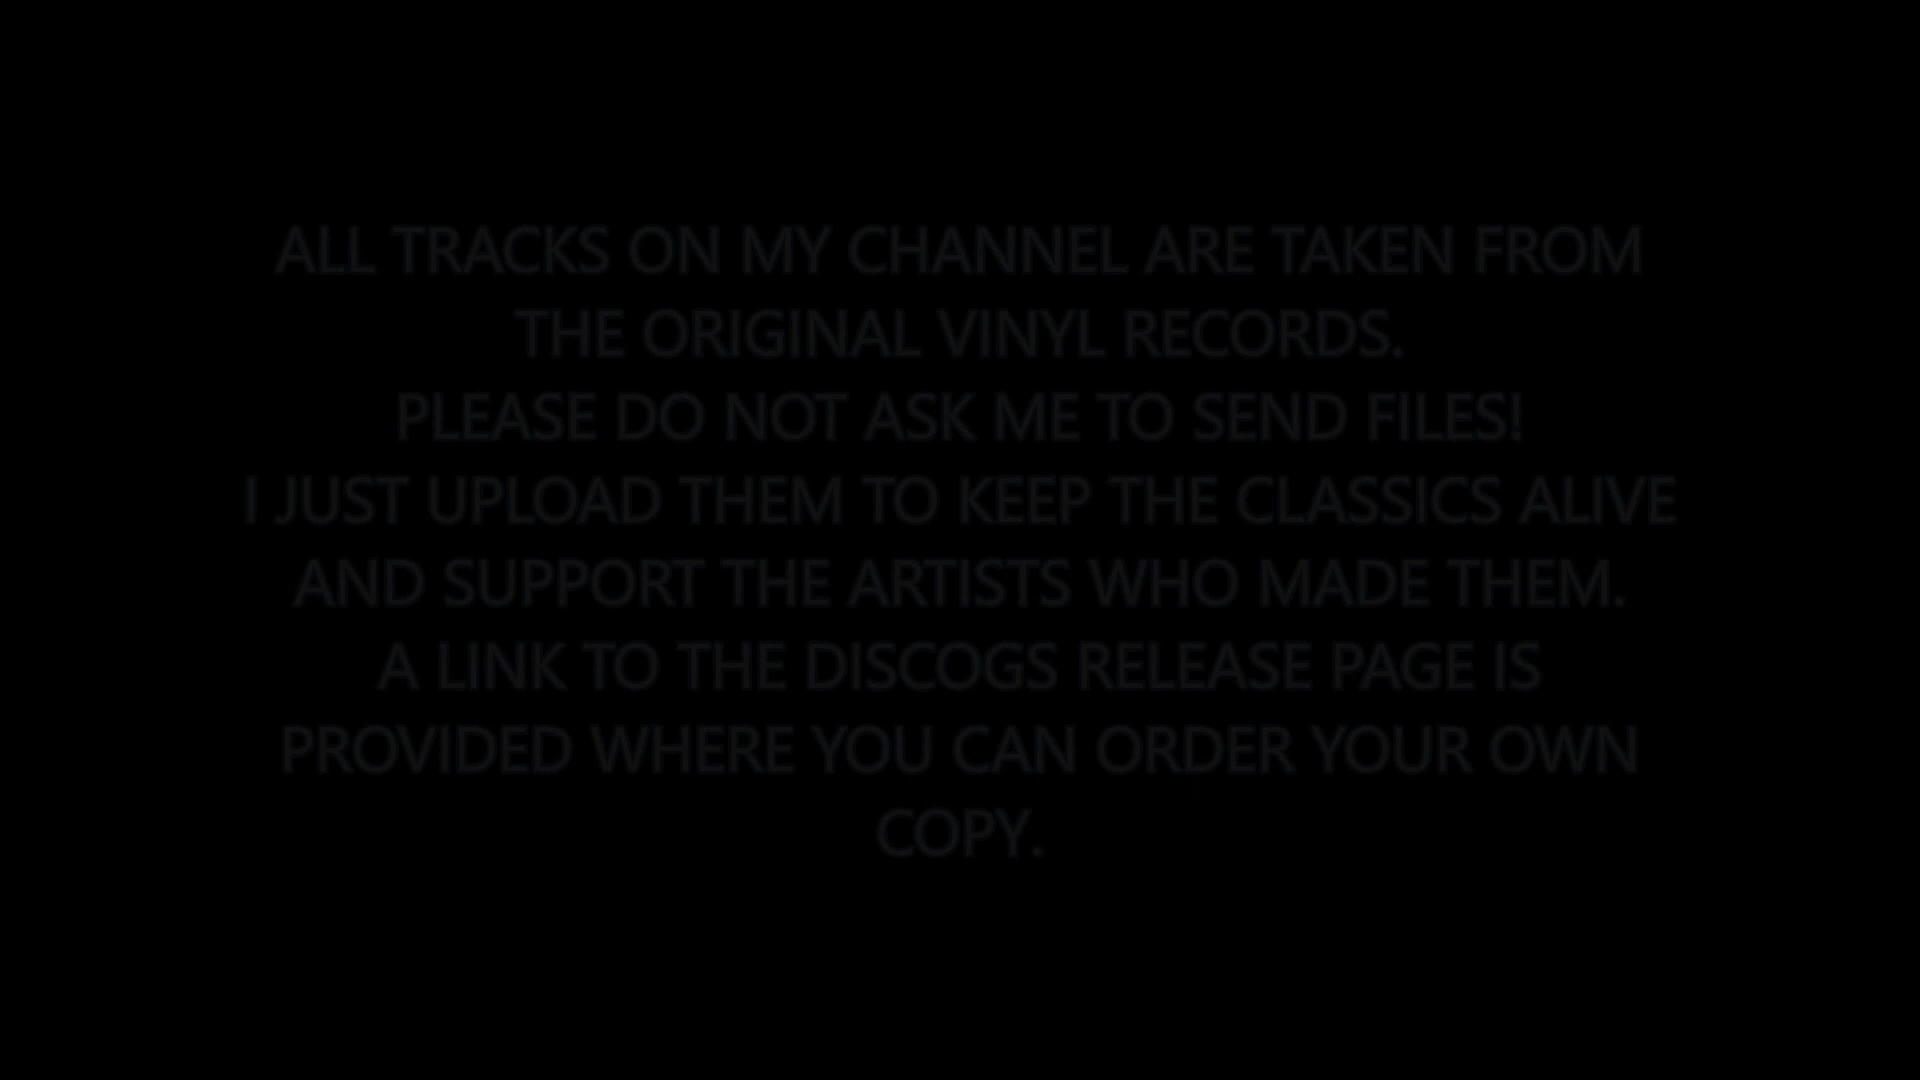 ALL TRACKS ON MY CHANNEL ARE TAKEN FROM
THE ORIGINAL VINYL RECORDS.
PLEASE DO NOT ASK ME TO SEND FILES!
I JUST UPLOAD THEM TO KEEP THE CLASSICS ALIVE
AND SUPPORT THE ARTISTS WHO MADE THEM.
A LINK TO THE DISCOGS RELEASE PAGE IS
PROVIDED WHERE YOU CAN ORDER YOUR OWN
COPY.